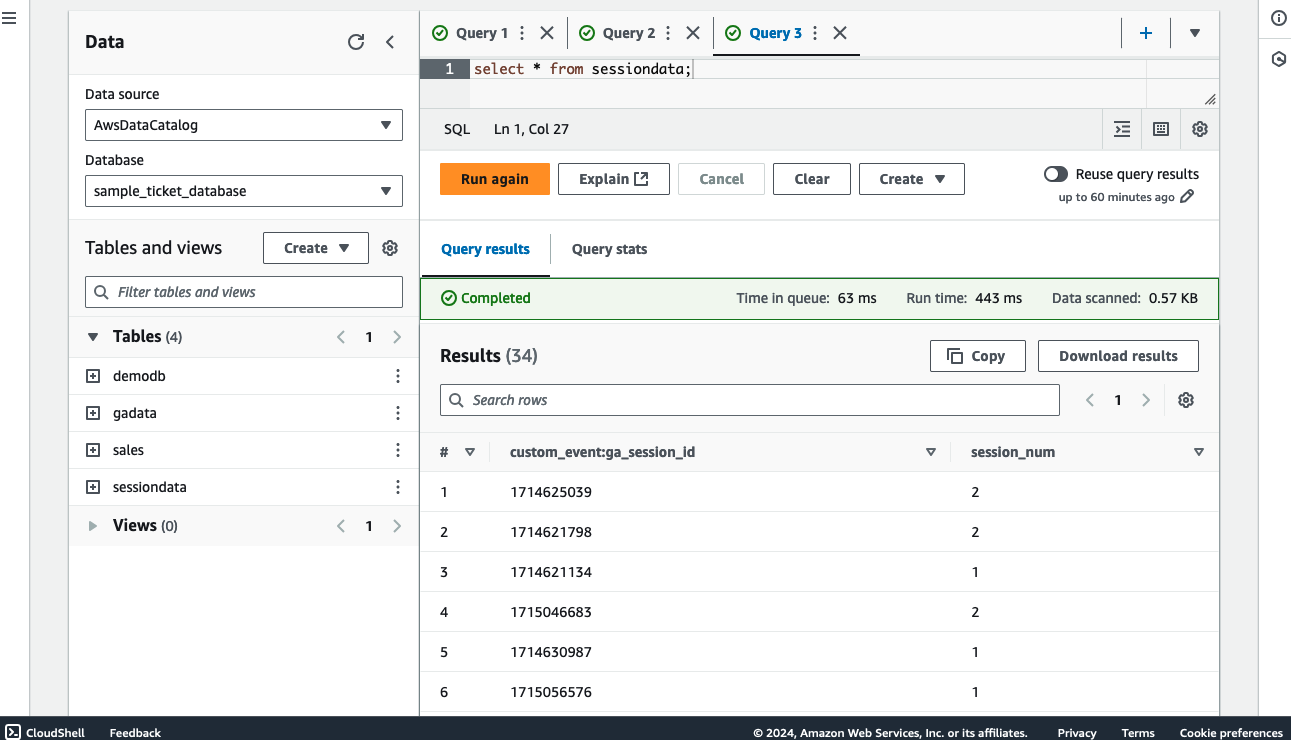 Data
Data source
AwsDataCatalog
Database
sample_ticket_database
Tables and views
Create
Filter tables and views
Tables (4)
1
demodb
gadata
sales
sessiondata
Views (0)
1
Query 1
Query 2
Query 3
1 select * from sessiondata;
SQL Ln 1, Col 27
Run again Explain Cancel Clear Create
Reuse query results
up to 60 minutes ago
Query results Query stats
Completed Time in queue: 63 ms Run time: 443 ms Data scanned: 0.57 KB
Results (34) Copy Download results
Search rows 1
# custom_event:ga_session_id session_num
1 1714625039 2
2 1714621798 2
3 1714621134 1
4 1715046683 2
5 1714630987 1
6 1715056576 1
CloudShell Feedback © 2024, Amazon Web Services, Inc. or its affiliates. Privacy Terms Cookie preferences